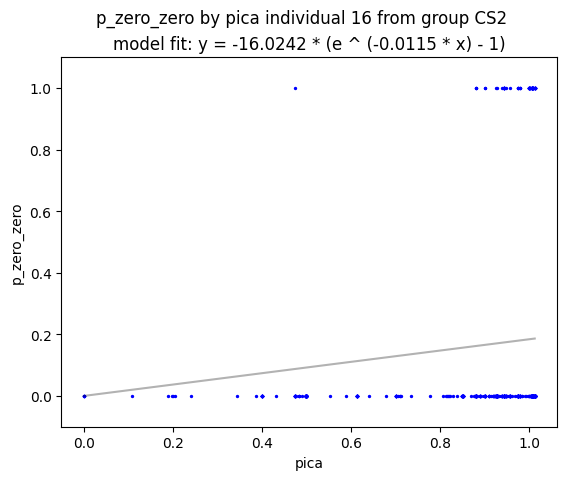 p_zero_zero by pica individual 16 from group CS2
model fit: y = -16.0242 * (e ^ (-0.0115 * x) - 1)
1.0
0.8
0.6
0.4
0.2
0.0
p_zero_zero
0.0 0.2 0.4 0.6 0.8 1.0
pica